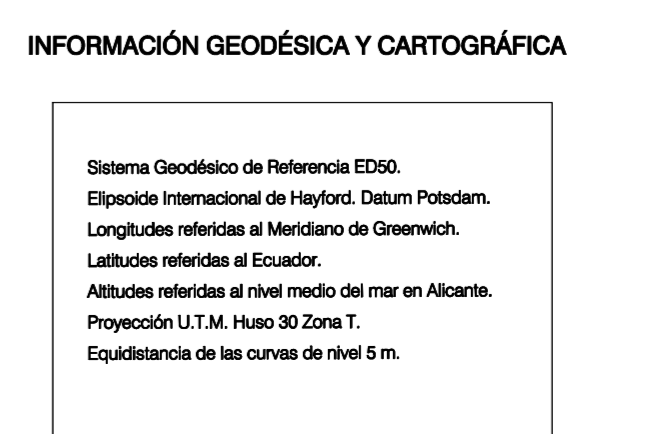 INFORMACIÓN GEODÉSICA Y CARTOGRÁFICA
Sistema Geodésico de Referencia ED50.
Elipsoide Internacional de Hayford. Datum Potsdam.
Longitudes referidas al Meridiano de Greenwich.
Latitudes referidas al Ecuador.
Altitudes referidas al nivel medio del mar en Alicante.
Proyección U.T.M. Huso 30 Zona T.
Equidistancia de las curvas de nivel 5 m.